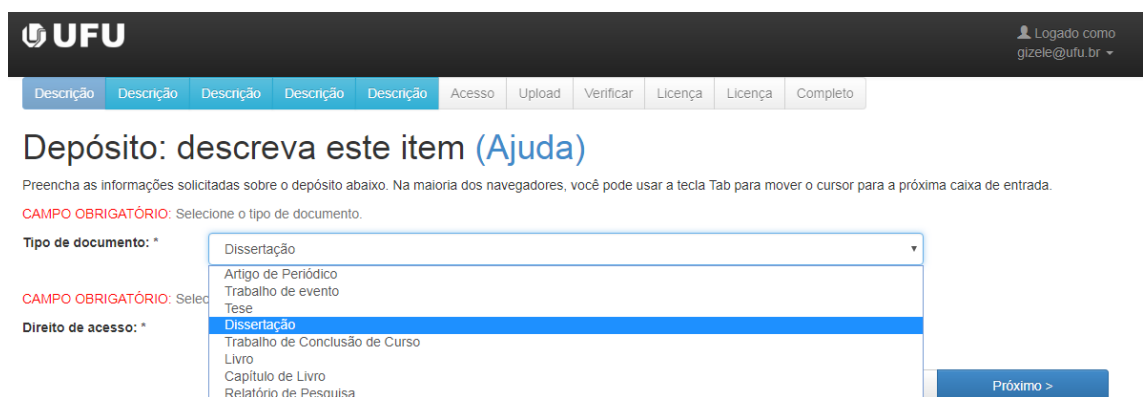 UFU
Logado como
gizele@ufu.br
Descrição Descrição Descrição Descrição Descrição Acesso Upload Verificar Licença Licença Completo
Depósito: descreva este item (Ajuda)
Preencha as informações solicitadas sobre o depósito abaixo. Na maioria dos navegadores, você pode usar a tecla Tab para mover o cursor para a próxima caixa de entrada.
CAMPO OBRIGATÓRIO: Selecione o tipo de documento.
Tipo de documento: * Dissertação
Artigo de Periódico
Trabalho de evento
CAMPO OBRIGATÓRIO: Selec
Tese
Direito de acesso: * Dissertação
Trabalho de Conclusão de Curso
Livro
Capítulo de Livro
Relatório de Pesquisa
Próximo >